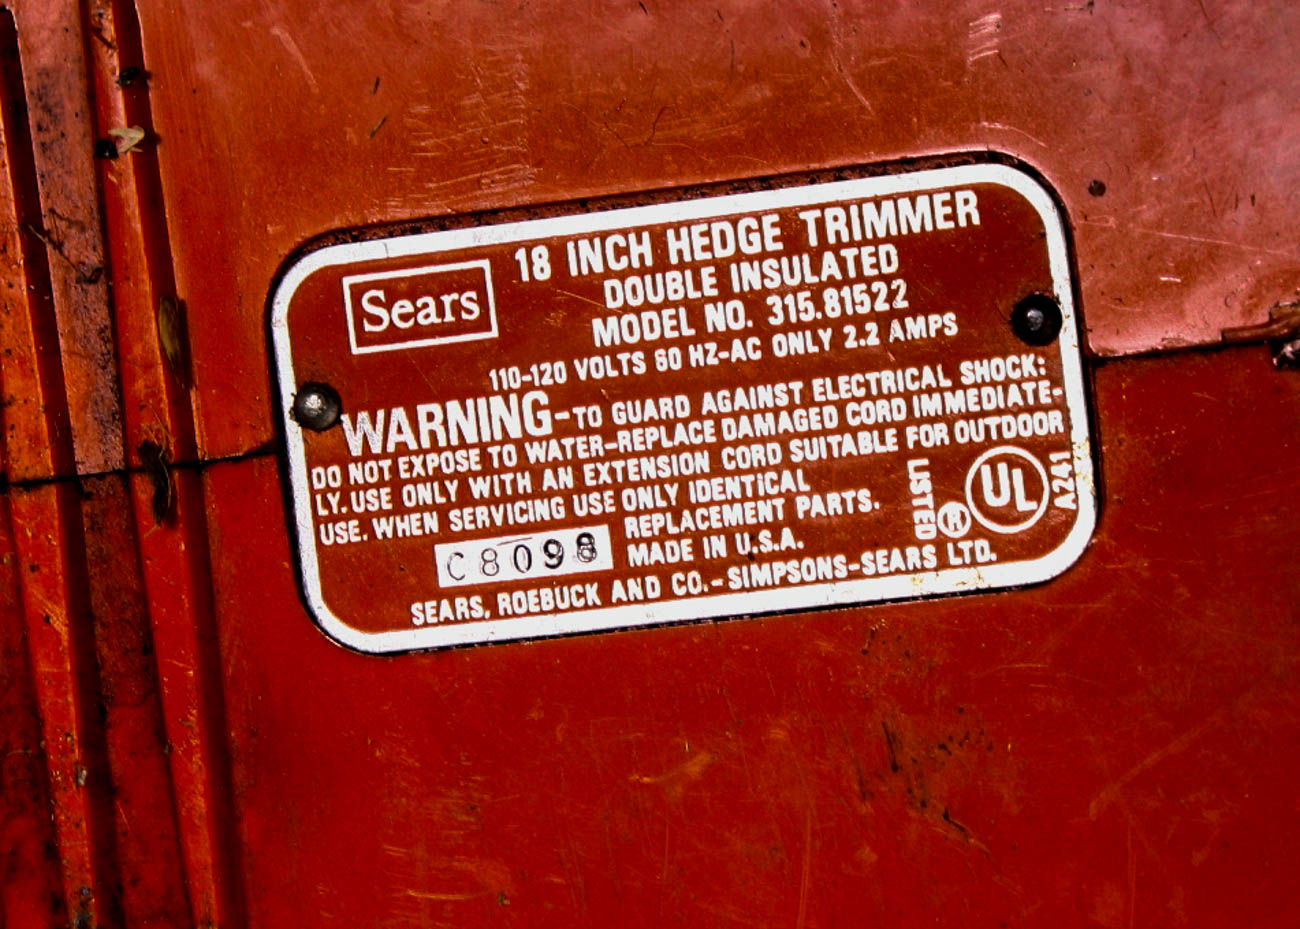 Sears
18 INCH HEDGE TRIMMER
DOUBLE INSULATED
MODEL NO. 315.81522
110-120 VOLTS 60 HZ-AC ONLY 2.2 AMPS
WARNING-TO GUARD AGAINST ELECTRICAL SHOCK:
DO NOT EXPOSE TO WATER-REPLACE DAMAGED CORD IMMEDIATE-
LY. USE ONLY WITH AN EXTENSION CORD SUITABLE FOR OUTDOOR
USE. WHEN SERVICING USE ONLY IDENTICAL
REPLACEMENT PARTS.
MADE IN U.S.A.
C8098
LISTED
®
UL
A241
SEARS, ROEBUCK AND CO.-SIMPSONS-SEARS LTD.